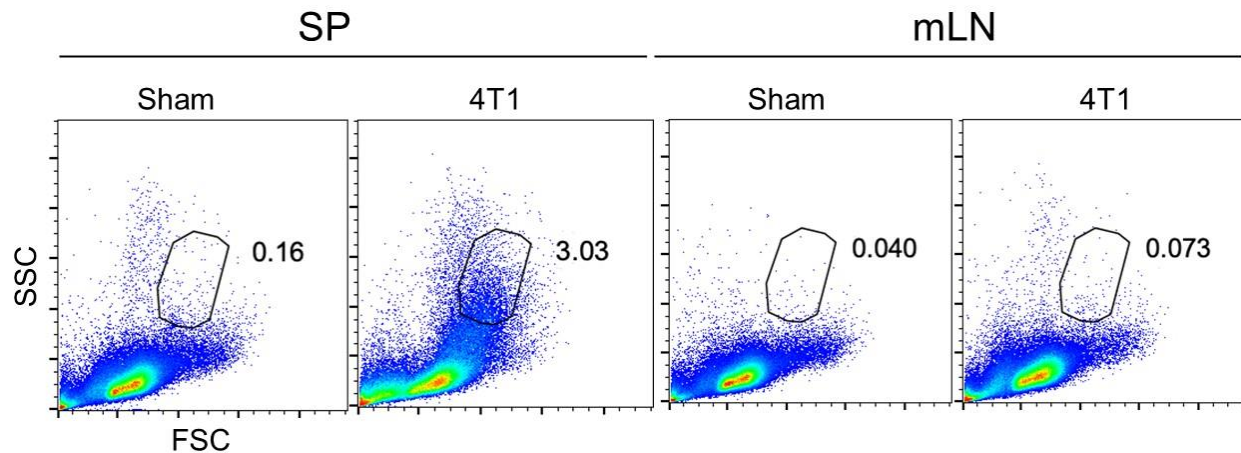 SP mLN
Sham 4T1 Sham 4T1
0.16 3.03 0.040 0.073
SSC
FSC